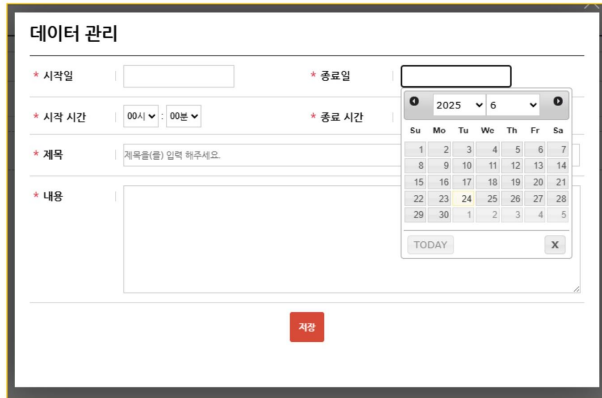 데이터 관리
* 시작일
* 종료일
* 시작 시간 00시 : 00분
* 종료 시간
2025 6
Su Mo Tu We Th Fr Sa
1 2 3 4 5 6 7
8 9 10 11 12 13 14
15 16 17 18 19 20 21
22 23 24 25 26 27 28
29 30 1 2 3 4 5
TODAY X
* 제목 제목을(를) 입력 해주세요.
* 내용
저장